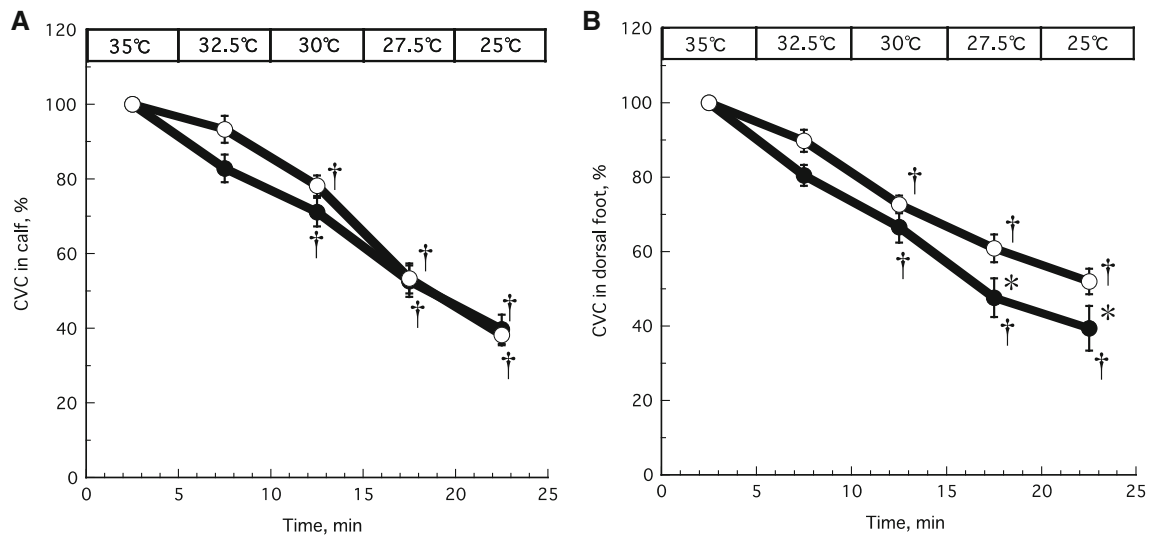 A
35℃ 32.5℃ 30℃ 27.5℃ 25℃
120
100
80
60
40
20
0
CVC in calf, %
† † † † † †
0 5 10 15 20 25
Time, min
B
35℃ 32.5℃ 30℃ 27.5℃ 25℃
120
100
80
60
40
20
0
CVC in dorsal foot, %
† † † * † † * †
0 5 10 15 20 25
Time, min